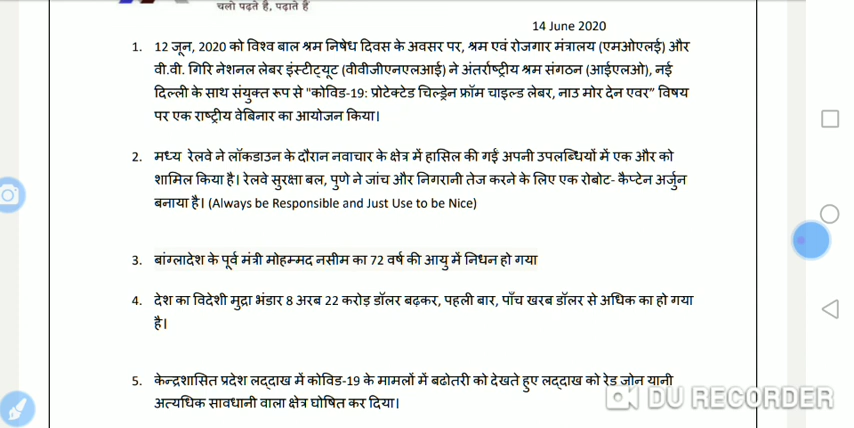 चलो पढ़ते है, पढ़ाते हैं
14 June 2020
1. 12 जून, 2020 को विश्व बाल श्रम निषेध दिवस के अवसर पर, श्रम एवं रोजगार मंत्रालय (एमओएलई) और
वी.वी. गिरि नेशनल लेबर इंस्टीट्यूट (वीवीजीएनएलआई) ने अंतर्राष्ट्रीय श्रम संगठन (आईएलओ), नई
दिल्ली के साथ संयुक्त रूप से "कोविड-19: प्रोटेक्टेड चिल्ड्रेन फ्रॉम चाइल्ड लेबर, नाउ मोर देन एवर” विषय
पर एक राष्ट्रीय वेबिनार का आयोजन किया।
2. मध्य रेलवे ने लॉकडाउन के दौरान नवाचार के क्षेत्र में हासिल की गई अपनी उपलब्धियों में एक और को
शामिल किया है। रेलवे सुरक्षा बल, पुणे ने जांच और निगरानी तेज करने के लिए एक रोबोट- कैप्टेन अर्जुन
बनाया है। (Always be Responsible and Just Use to be Nice)
3. बांग्लादेश के पूर्व मंत्री मोहम्मद नसीम का 72 वर्ष की आयु में निधन हो गया
4. देश का विदेशी मुद्रा भंडार 8 अरब 22 करोड़ डॉलर बढ़कर, पहली बार, पाँच खरब डॉलर से अधिक का हो गया
है।
5. केन्द्रशासित प्रदेश लद्दाख में कोविड-19 के मामलों में बढोतरी को देखते हुए लद्दाख को रेड ज़ोन यानी
अत्यधिक सावधानी वाला क्षेत्र घोषित कर दिया।
DU RECORDER